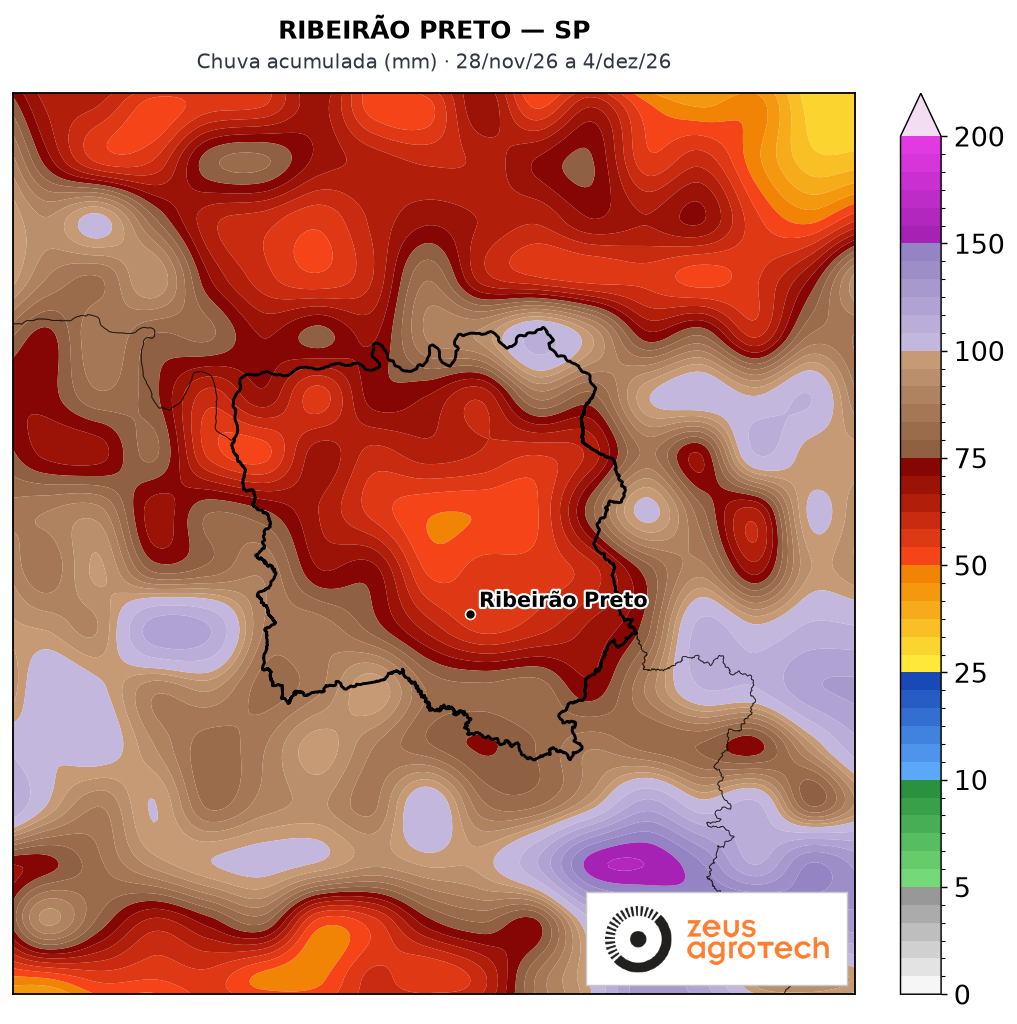 RIBEIRÃO PRETO — SP
Chuva acumulada (mm) · 28/nov/26 a 4/dez/26
200
150
100
75
50
25
10
5
0
Ribeirão Preto
zeus
agrotech